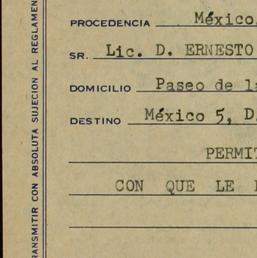 PROCEDENCIA México
SR. Lic. D. ERNESTO
DOMICILIO Paseo de
DESTINO México 5, D.
PERMIT
CON QUE LE
TRANSMITIR CON ABSOLUTA SUJECION AL REGLAMEN